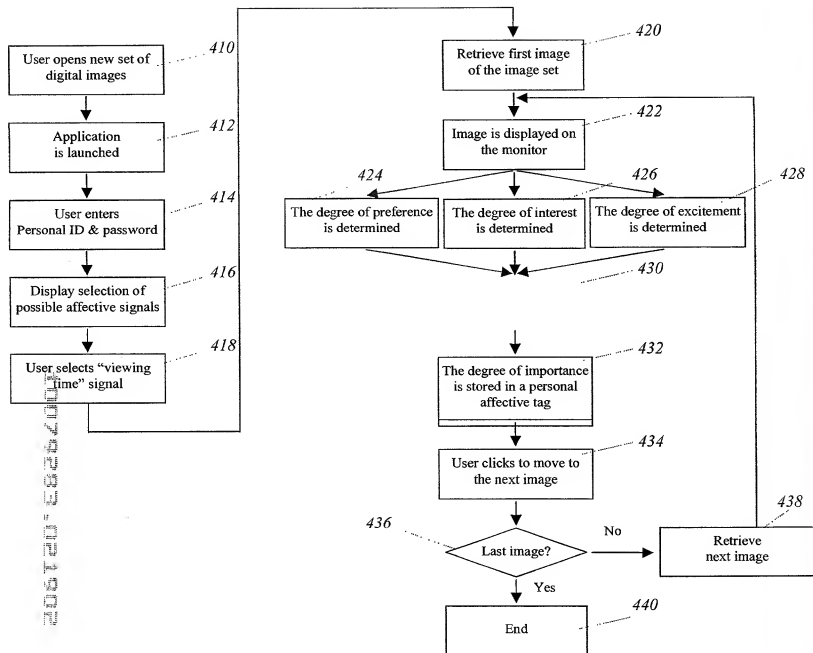 410
User opens new set of
digital images
412
Application
is launched
414
User enters
Personal ID & password
416
Display selection of
possible affective signals
418
User selects “viewing
time” signal
420
Retrieve first image
of the image set
422
Image is displayed on
the monitor
424
The degree of preference
is determined
426
The degree of interest
is determined
428
The degree of excitement
is determined
430
432
The degree of importance
is stored in a personal
affective tag
434
User clicks to move to
the next image
436
Last image?
No
438
Retrieve
next image
Yes
440
End